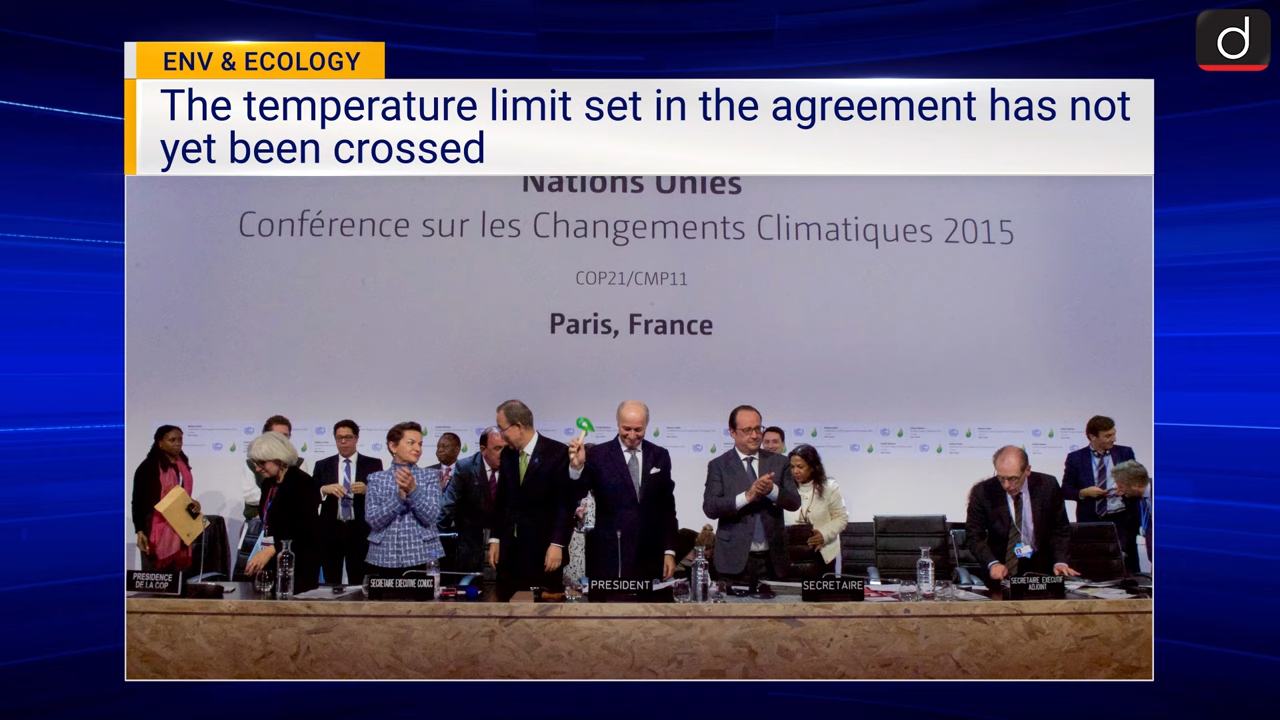 ENV & ECOLOGY
d
The temperature limit set in the agreement has not
yet been crossed
Nations Unies
Conférence sur les Changements Climatiques 2015
COP21/CMP11
Paris, France
PRESIDENCE
DE LA COP
SECRETAIRE EXECUTIVE CCNUCC
PRESIDENT
SECRETAIRE
SECRETAIRE EXECUTIF
ADJOINT